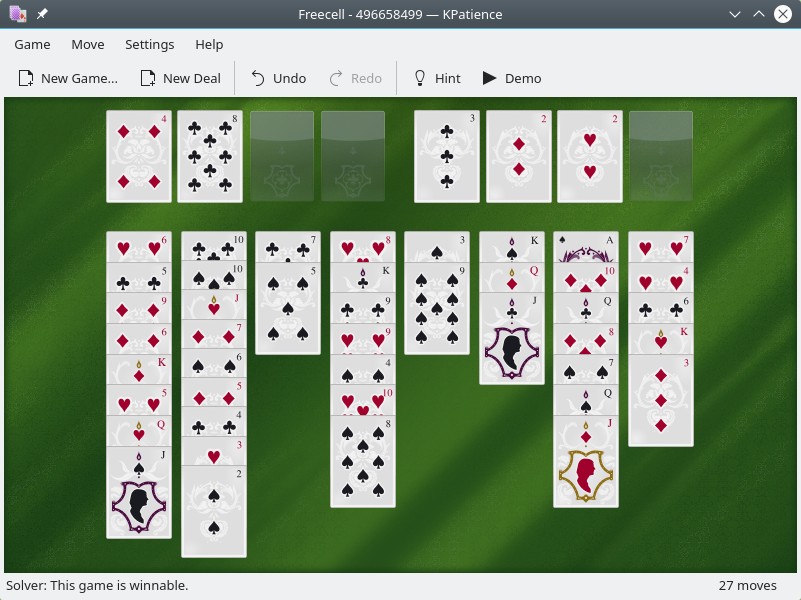 Freecell - 496658499 — KPatience
Game Move Settings Help
New Game... New Deal Undo Redo Hint Demo
4 8 3 2 2
6 10 7 8 3 K A 7
5 10 5 K 9 Q 10 4
9 J 9 J Q 6
6 7 9 8 K
K 6 4 7 3
5 5 10 Q
Q 4 8 J
J 3
2
Solver: This game is winnable. 27 moves